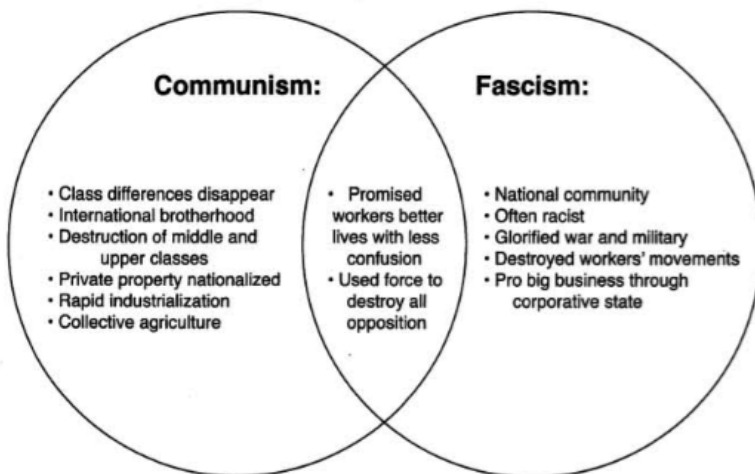 Communism:
• Class differences disappear
• International brotherhood
• Destruction of middle and
upper classes
• Private property nationalized
• Rapid industrialization
• Collective agriculture
• Promised
workers better
lives with less
confusion
• Used force to
destroy all
opposition
Fascism:
• National community
• Often racist
• Glorified war and military
• Destroyed workers' movements
• Pro big business through
corporative state